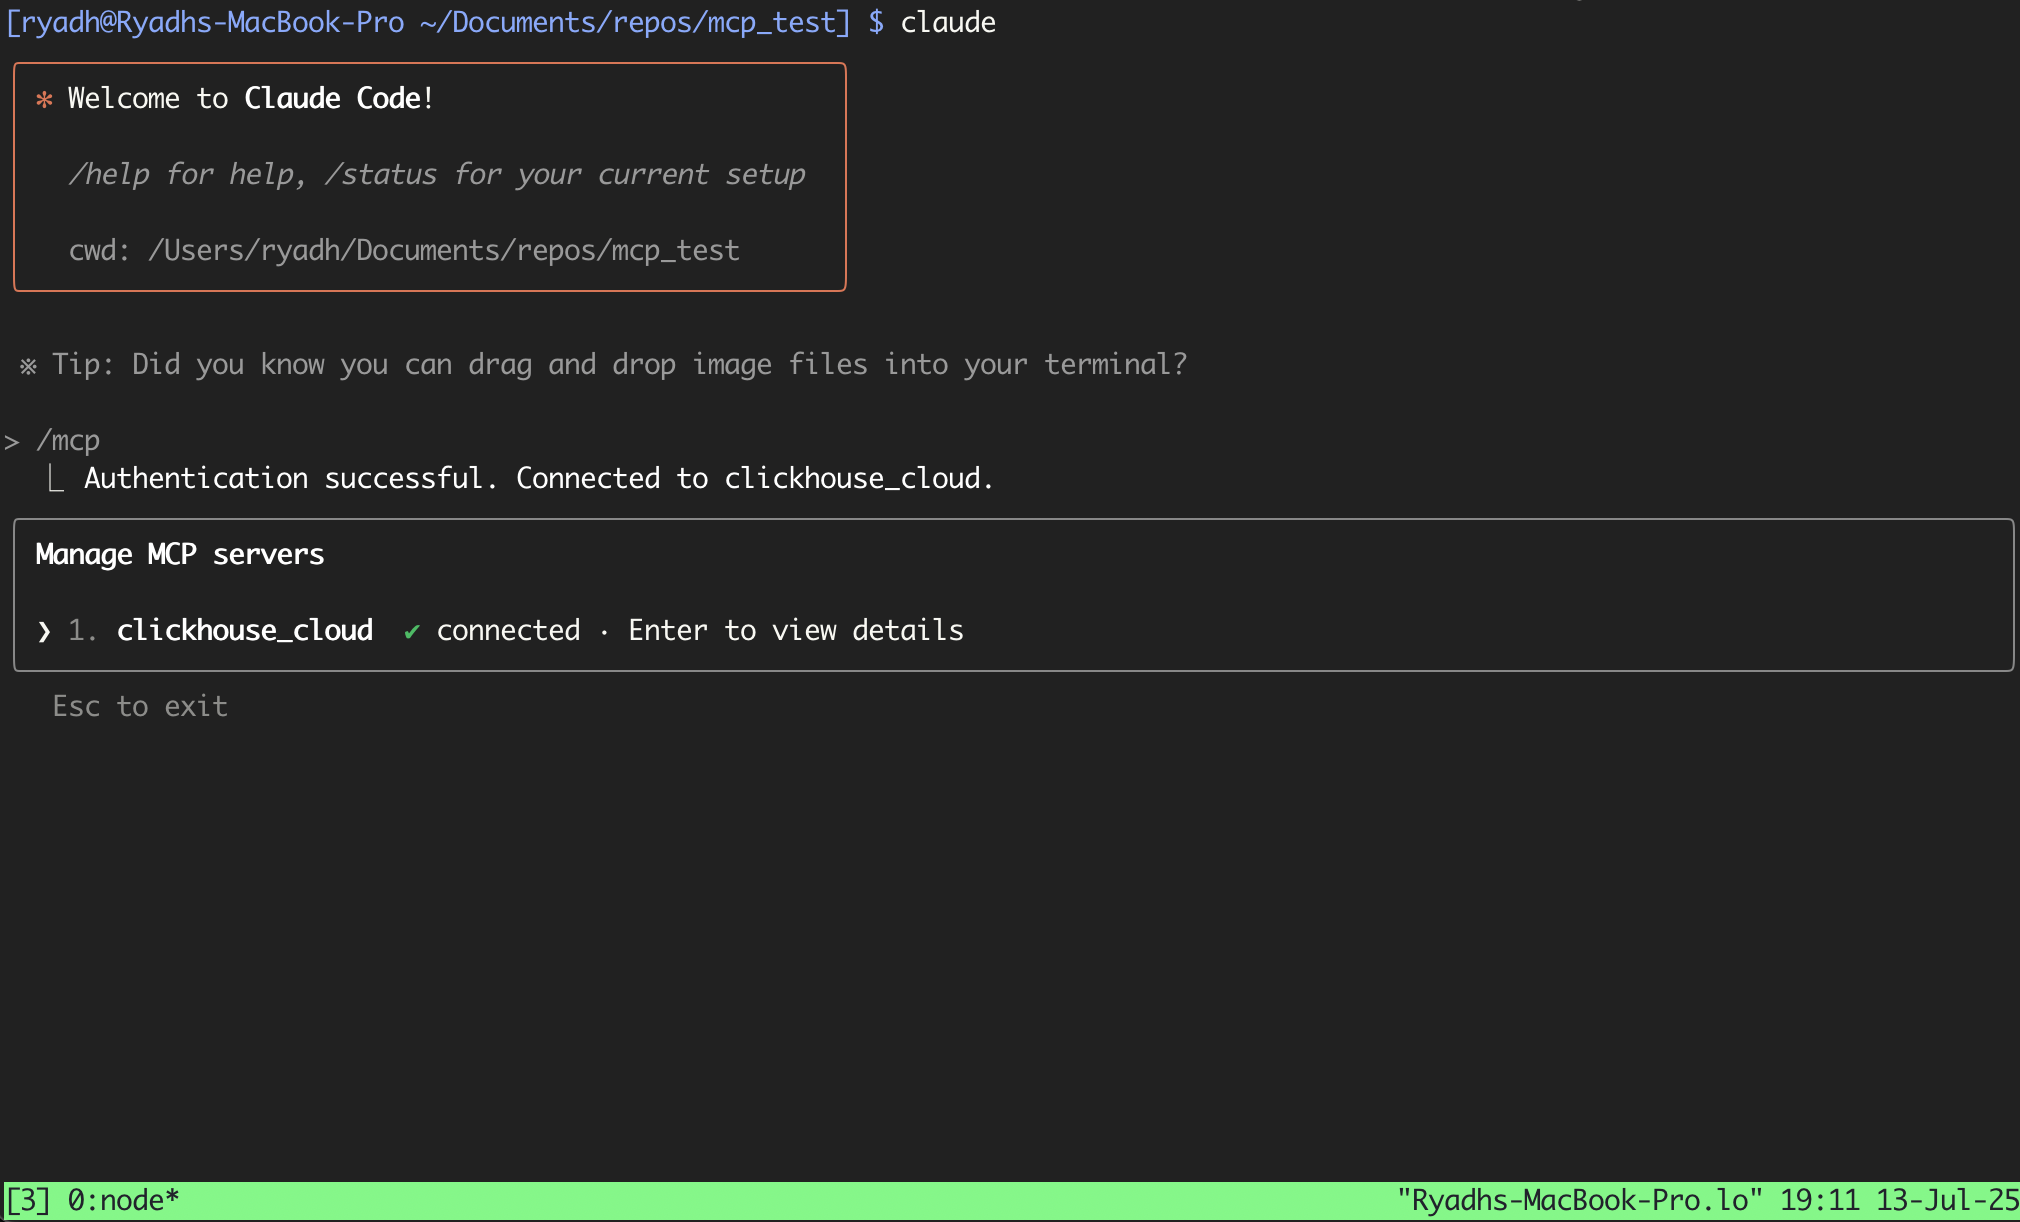 [ryadh@Ryadhs-MacBook-Pro ~/Documents/repos/mcp_test] $ claude
✻ Welcome to Claude Code!
/help for help, /status for your current setup
cwd: /Users/ryadh/Documents/repos/mcp_test
※ Tip: Did you know you can drag and drop image files into your terminal?
> /mcp
⎿ Authentication successful. Connected to clickhouse_cloud.
Manage MCP servers
❯ 1. clickhouse_cloud ✔ connected · Enter to view details
Esc to exit
[3] 0:node* "Ryadhs-MacBook-Pro.lo" 19:11 13-Jul-25